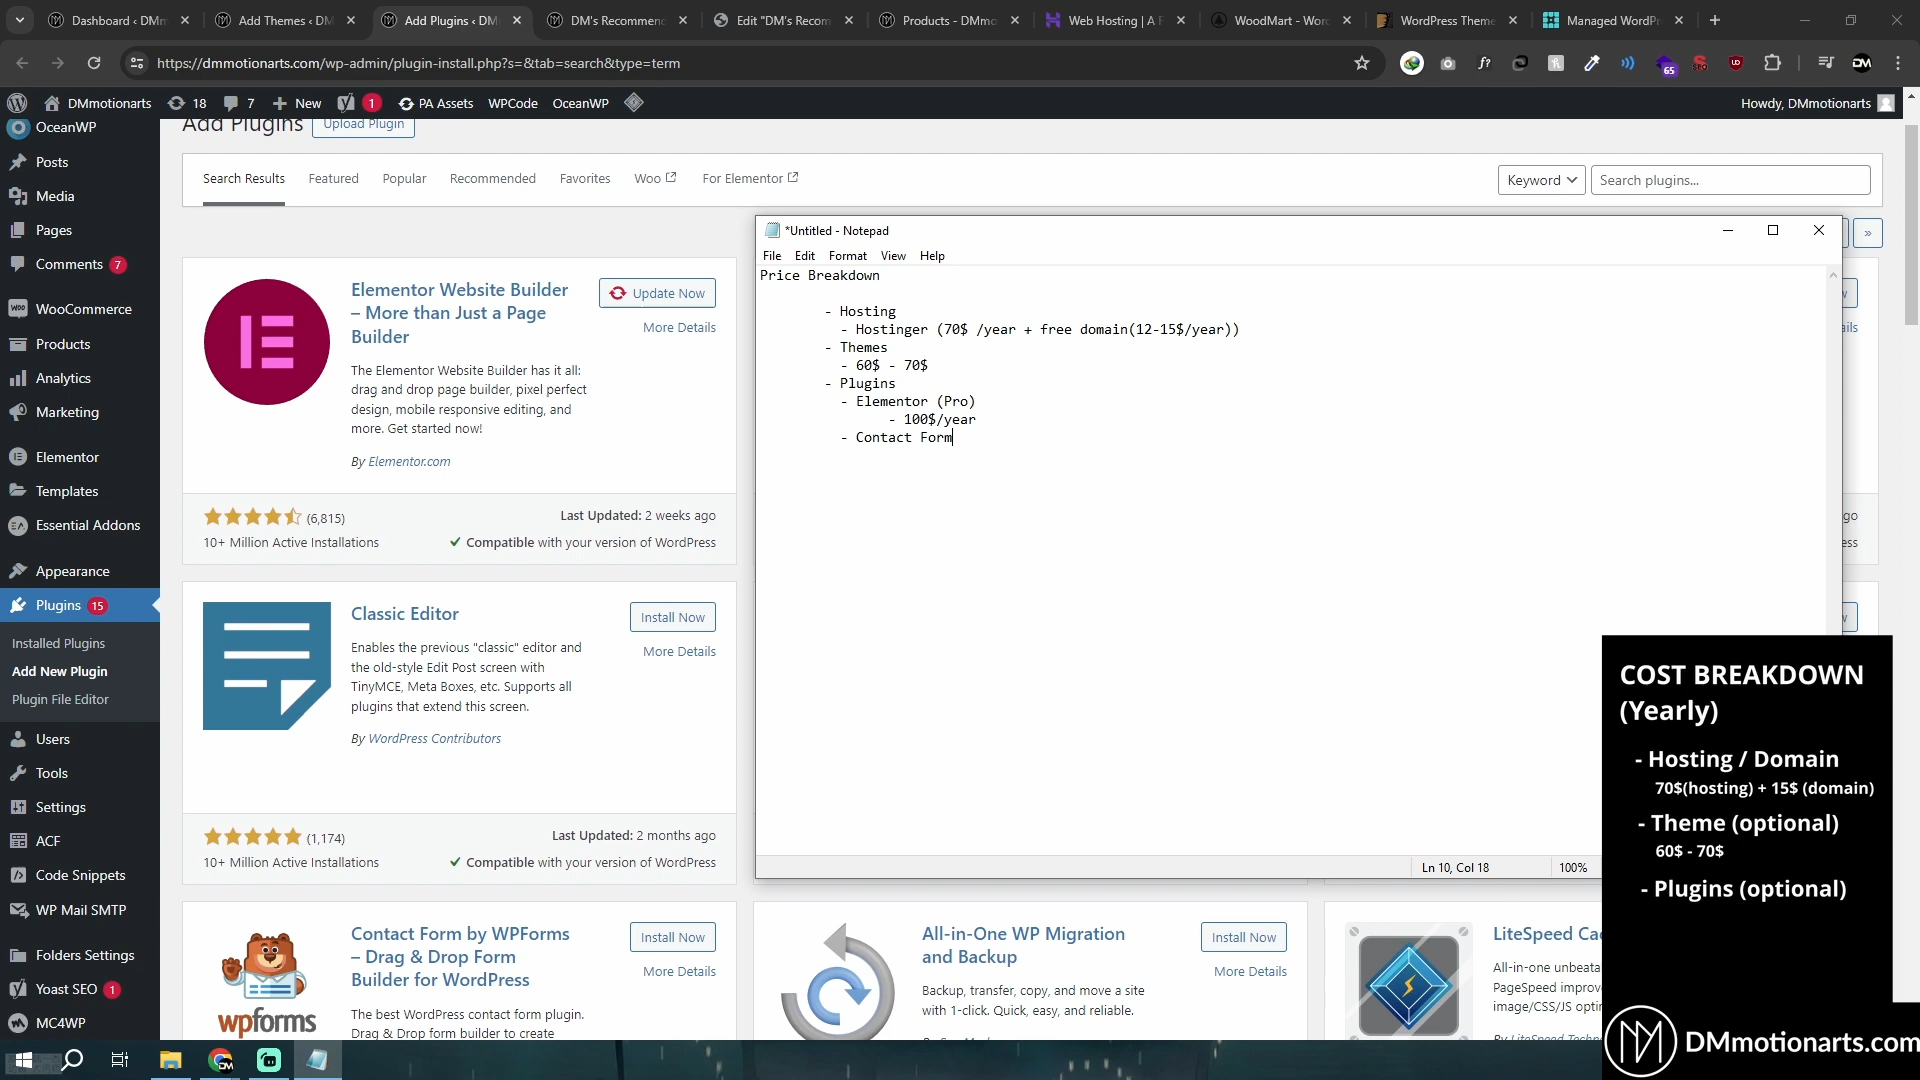 Dashboard ‹ DMm
Add Themes ‹ DM
Add Plugins ‹ DM
DM's Recommen
Edit "DM's Recom
Products - DMmo
Web Hosting | A F
WoodMart - Word
WordPress Theme
Managed WordPr
https://dmmotionarts.com/wp-admin/plugin-install.php?s=&tab=search&type=term
65
DMmotionarts
18
7
New
1
PA Assets
WPCode
OceanWP
Howdy, DMmotionarts
OceanWP
Posts
Media
Pages
Comments 7
WooCommerce
Products
Analytics
Marketing
Elementor
Templates
Essential Addons
Appearance
Plugins 15
Installed Plugins
Add New Plugin
Plugin File Editor
Users
Tools
Settings
ACF
Code Snippets
WP Mail SMTP
Folders Settings
Yoast SEO 1
MC4WP
Add Plugins
Upload Plugin
Search Results
Featured
Popular
Recommended
Favorites
Woo
For Elementor
Keyword
Search plugins...
»
Elementor Website Builder
– More than Just a Page
Builder
Update Now
More Details
The Elementor Website Builder has it all:
drag and drop page builder, pixel perfect
design, mobile responsive editing, and
more. Get started now!
By Elementor.com
(6,815)
10+ Million Active Installations
Last Updated: 2 weeks ago
Compatible with your version of WordPress
Classic Editor
Install Now
More Details
Enables the previous "classic" editor and
the old-style Edit Post screen with
TinyMCE, Meta Boxes, etc. Supports all
plugins that extend this screen.
By WordPress Contributors
(1,174)
10+ Million Active Installations
Last Updated: 2 months ago
Compatible with your version of WordPress
wpforms
Contact Form by WPForms
– Drag & Drop Form
Builder for WordPress
Install Now
More Details
The best WordPress contact form plugin.
Drag & Drop form builder to create
All-in-One WP Migration
and Backup
Install Now
More Details
Backup, transfer, copy, and move a site
with 1-click. Quick, easy, and reliable.
LiteSpeed Cac
All-in-one unbeata
PageSpeed improv
image/CSS/JS optin
By LiteSpeed Techn
*Untitled - Notepad
File
Edit
Format
View
Help
Price Breakdown
- Hosting
- Hostinger (70$ /year + free domain(12-15$/year))
- Themes
- 60$ - 70$
- Plugins
- Elementor (Pro)
- 100$/year
- Contact Form
Ln 10, Col 18
100%
COST BREAKDOWN
(Yearly)
- Hosting / Domain
70$(hosting) + 15$ (domain)
- Theme (optional)
60$ - 70$
- Plugins (optional)
DMmotionarts.com